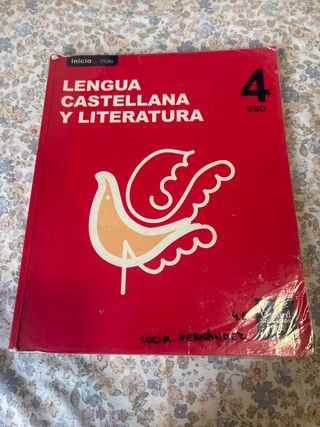 inicia DUAL
LENGUA
CASTELLANA
Y LITERATURA
4
ESO
LUCÍA FERNÁNDEZ